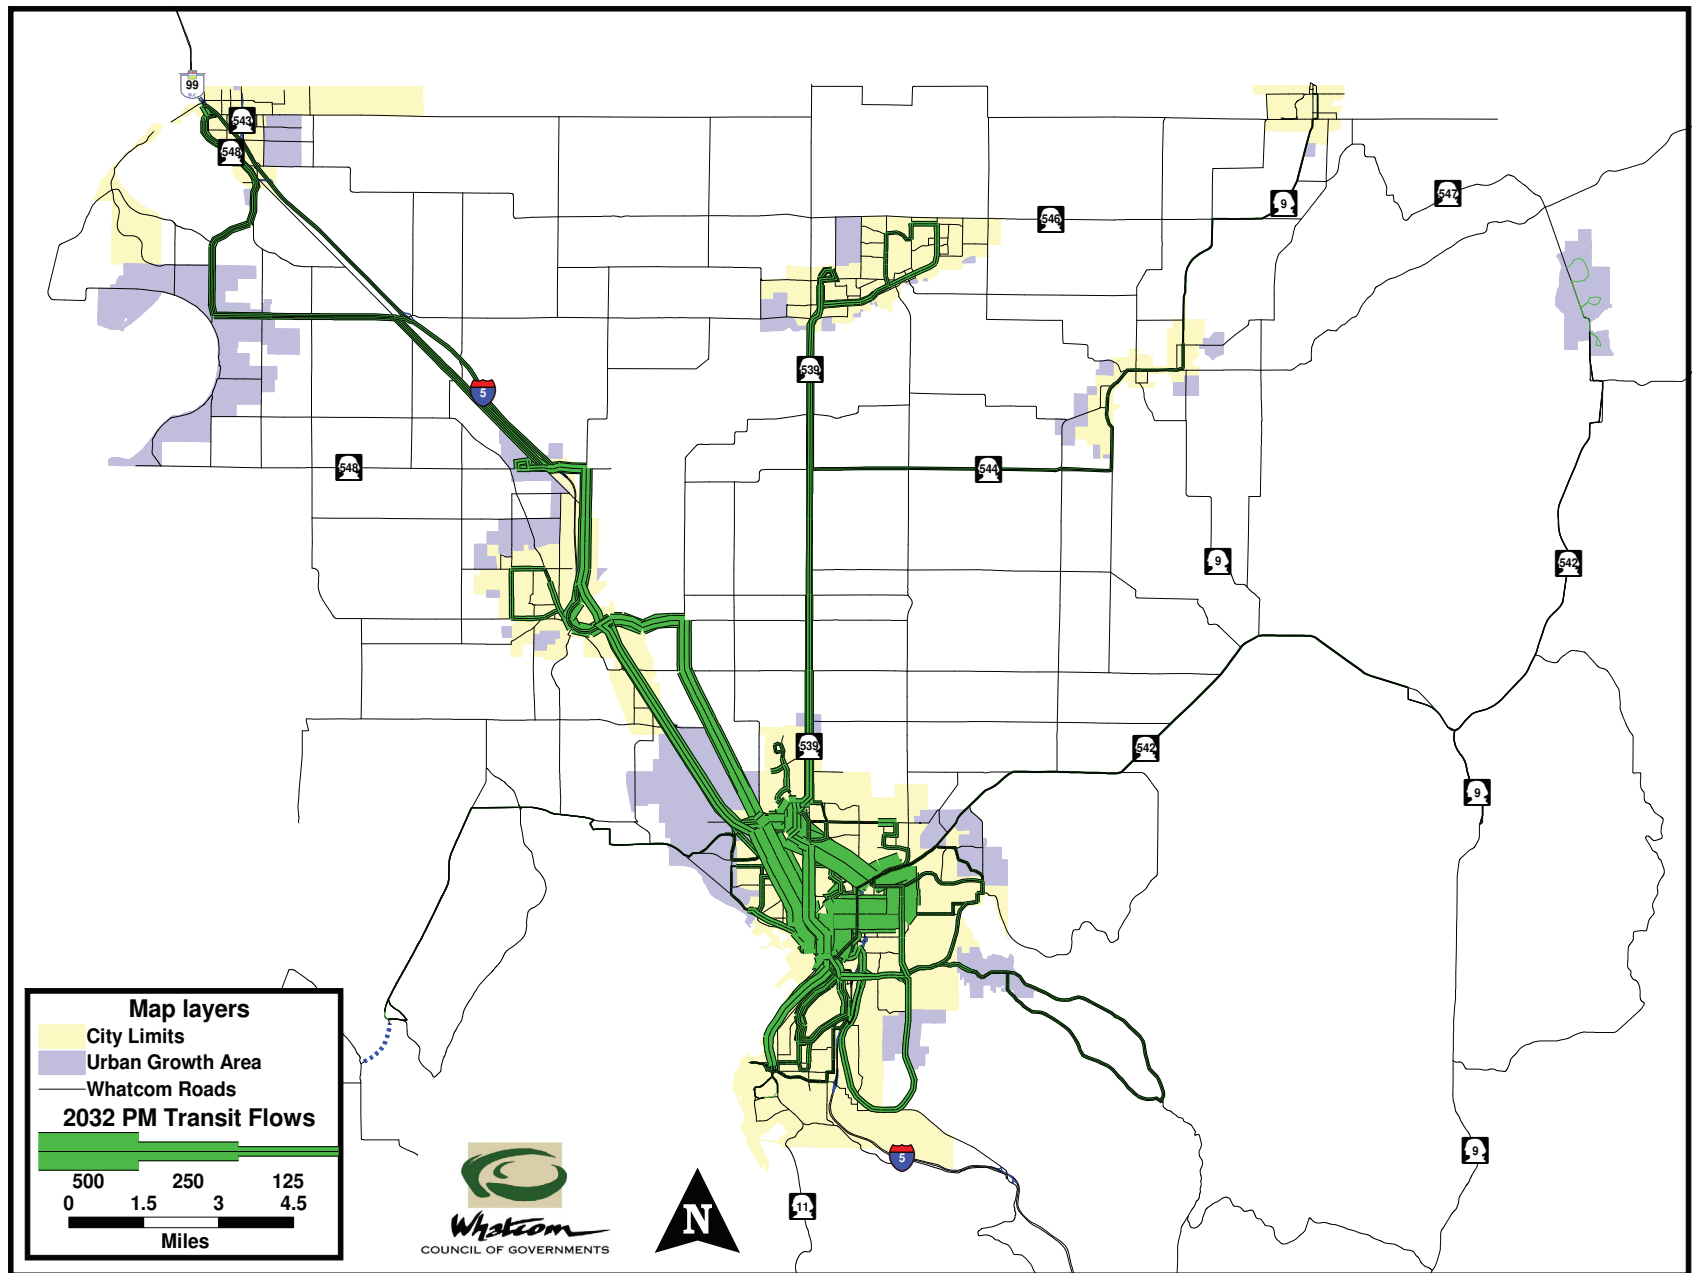 99
543
548
546
9
547
539
5
548
544
9
542
539
542
9
Map layers
City Limits
Urban Growth Area
Whatcom Roads
2032 PM Transit Flows
500 250 125
0 1.5 3 4.5
Miles
Whatcom
COUNCIL OF GOVERNMENTS
N
5
9
11